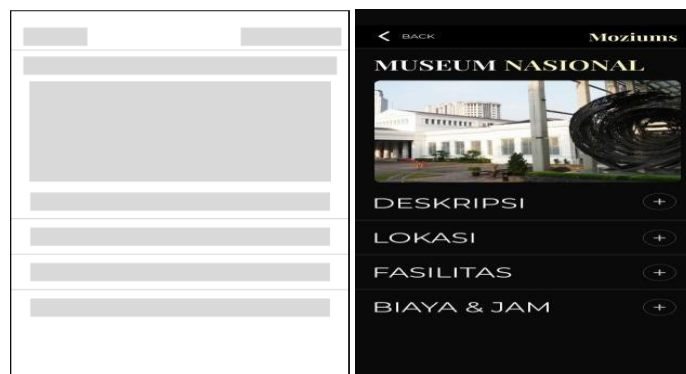 BACK
Moziums
MUSEUM NASIONAL
DESKRIPSI
LOKASI
FASILITAS
BIAYA & JAM